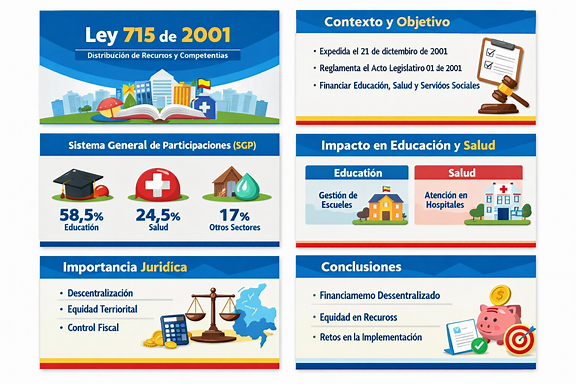 Ley 715 de 2001
Distribución de Recursos y Competentias
Contexto y Objetivo
• Expedida el 21 de dictembro de 2001
• Reglamenta el Acto Legislatiro 01 de 2001
• Financiar Educación, Salud y Servióos Sociales
Sistema General de Participaciones (SGP)
58,5%
Educatión
24,5%
Salud
17%
Otros Sectores
Impacto en Educación y Salud
Educatión
Gestión de
Escueles
Salud
Atención en
Hospitales
Importancia Juridíca
• Descentralización
• Equidad Terriorital
• Control Fiscal
Conclusiones
• Financiamemo Dessentralizado
• Equidad en Recuross
• Retos en la Implementación